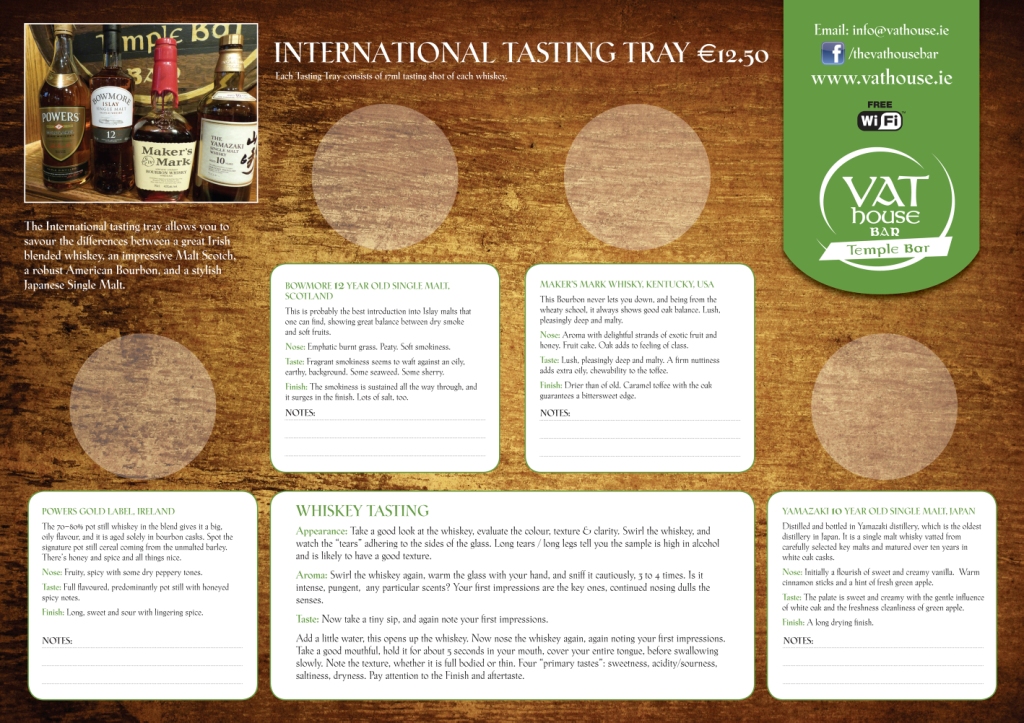 Temple Bar
BAR
POWERS
BOWMORE
ISLAY
SINGLE MALT
12
Maker's
Mark
BOURBON WHISKY
THE
YAMAZAKI
SINGLE MALT
WHISKY
10
山崎
INTERNATIONAL TASTING TRAY €12.50
Each Tasting Tray consists of 17ml tasting shot of each whiskey.
Email: info@vathouse.ie
f /thevathousebar
www.vathouse.ie
FREE
WiFi
VAT
HOUSE
BAR
Temple Bar
The International tasting tray allows you to
savour the differences between a great Irish
blended whiskey, an impressive Malt Scotch,
a robust American Bourbon, and a stylish
Japanese Single Malt.
BOWMORE 12 YEAR OLD SINGLE MALT,
SCOTLAND
This is probably the best introduction into Islay malts that
one can find, showing great balance between dry smoke
and soft fruits.
Nose: Emphatic burnt grass. Peaty. Soft smokiness.
Taste: Fragrant smokiness seems to waft against an oily,
earthy, background. Some seaweed. Some sherry.
Finish: The smokiness is sustained all the way through, and
it surges in the finish. Lots of salt, too.
NOTES:
MAKER'S MARK WHISKY, KENTUCKY, USA
This Bourbon never lets you down, and being from the
wheaty school, it always shows good oak balance. Lush,
pleasingly deep and malty.
Nose: Aroma with delightful strands of exotic fruit and
honey. Fruit cake. Oak adds to feeling of class.
Taste: Lush, pleasingly deep and malty. A firm nuttiness
adds extra oily, chewability to the toffee.
Finish: Drier than of old. Caramel toffee with the oak
guarantees a bittersweet edge.
NOTES:
POWERS GOLD LABEL, IRELAND
The 70–80% pot still whiskey in the blend gives it a big,
oily flavour, and it is aged solely in bourbon casks. Spot the
signature pot still cereal coming from the unmalted barley.
There's honey and spice and all things nice.
Nose: Fruity, spicy with some dry peppery tones.
Taste: Full flavoured, predominantly pot still with honeyed
spicy notes.
Finish: Long, sweet and sour with lingering spice.
NOTES:
WHISKEY TASTING
Appearance: Take a good look at the whiskey, evaluate the colour, texture & clarity. Swirl the whiskey, and
watch the "tears" adhering to the sides of the glass. Long tears / long legs tell you the sample is high in alcohol
and is likely to have a good texture.
Aroma: Swirl the whiskey again, warm the glass with your hand, and sniff it cautiously, 3 to 4 times. Is it
intense, pungent, any particular scents? Your first impressions are the key ones, continued nosing dulls the
senses.
Taste: Now take a tiny sip, and again note your first impressions.
Add a little water, this opens up the whiskey. Now nose the whiskey again, again noting your first impressions.
Take a good mouthful, hold it for about 5 seconds in your mouth, cover your entire tongue, before swallowing
slowly. Note the texture, whether it is full bodied or thin. Four "primary tastes": sweetness, acidity/sourness,
saltiness, dryness. Pay attention to the Finish and aftertaste.
YAMAZAKI 10 YEAR OLD SINGLE MALT, JAPAN
Distilled and bottled in Yamazaki distillery, which is the oldest
distillery in Japan. It is a single malt whisky vatted from
carefully selected key malts and matured over ten years in
white oak casks.
Nose: Initially a flourish of sweet and creamy vanilla. Warm
cinnamon sticks and a hint of fresh green apple.
Taste: The palate is sweet and creamy with the gentle influence
of white oak and the freshness cleanliness of green apple.
Finish: A long drying finish.
NOTES: